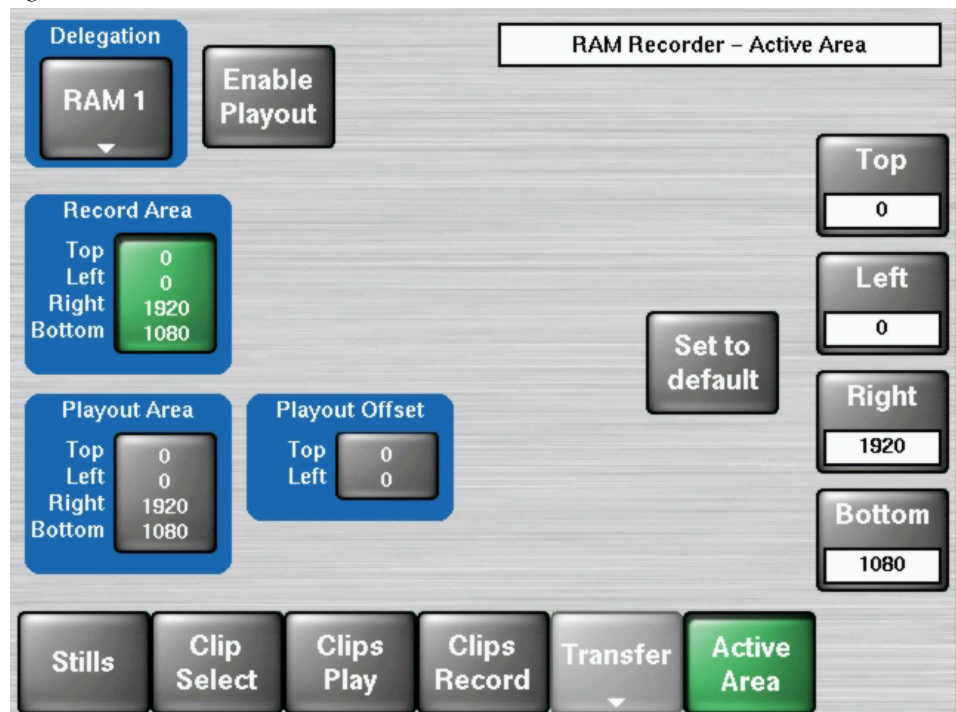 Delegation
RAM 1
Enable
Playout
RAM Recorder – Active Area
Record Area
Top 0
Left 0
Right 1920
Bottom 1080
Playout Area
Top 0
Left 0
Right 1920
Bottom 1080
Playout Offset
Top 0
Left 0
Set to
default
Top
0
Left
0
Right
1920
Bottom
1080
Stills
Clip
Select
Clips
Play
Clips
Record
Transfer
Active
Area